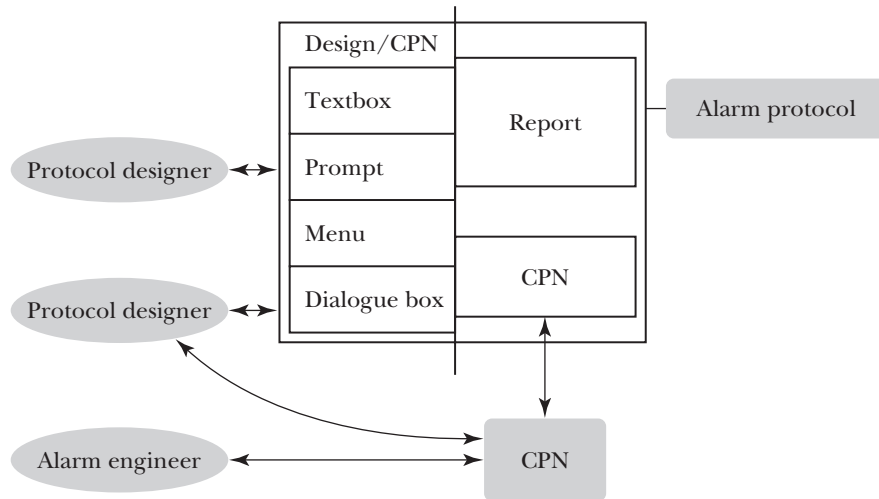 Design/CPN
Textbox
Report
Alarm protocol
Protocol designer
Prompt
Menu
CPN
Protocol designer
Dialogue box
Alarm engineer
CPN